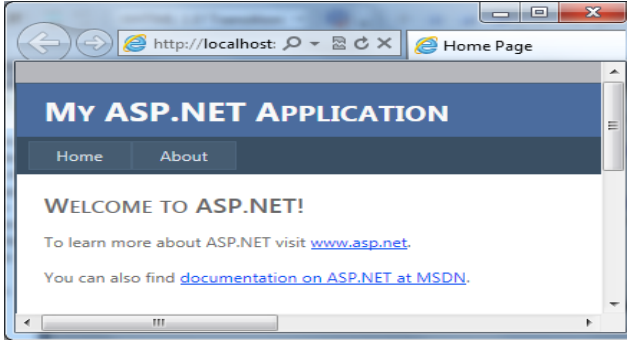 http://localhost:
Home Page
MY ASP.NET APPLICATION
Home About
WELCOME TO ASP.NET!
To learn more about ASP.NET visit www.asp.net.
You can also find documentation on ASP.NET at MSDN.